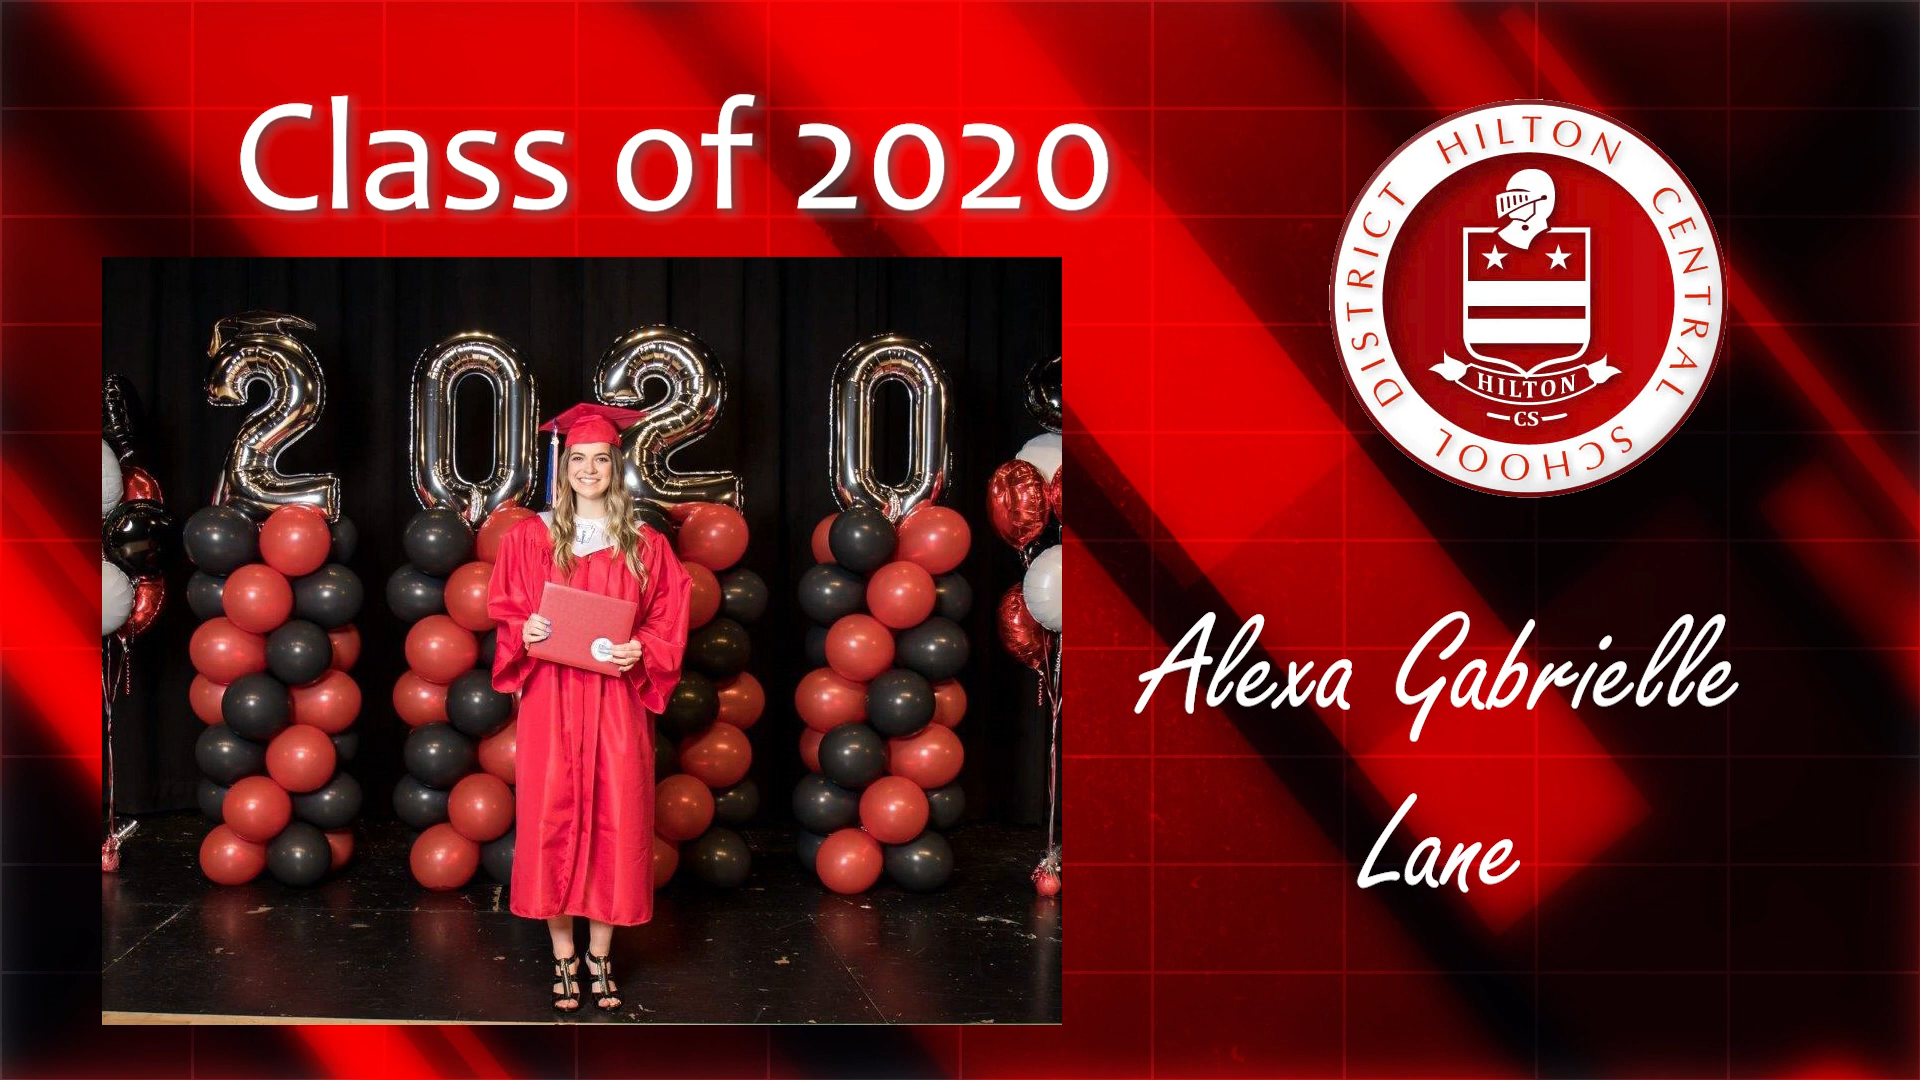 Class of 2020
HILTON CENTRAL SCHOOL DISTRICT
HILTON
CS
2020
Alexa Gabrielle
Lane